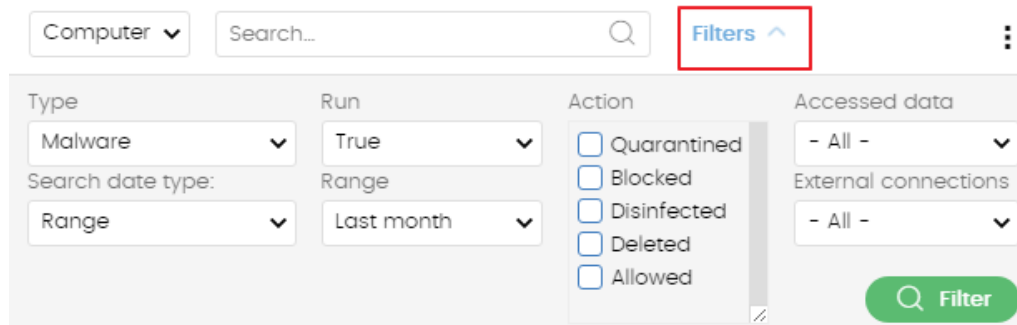 Computer
Search...
Filters
Type
Run
Action
Accessed data
Malware
True
Quarantined
Blocked
Disinfected
Deleted
Allowed
- All -
Search date type:
Range
External connections
Range
Last month
- All -
Filter